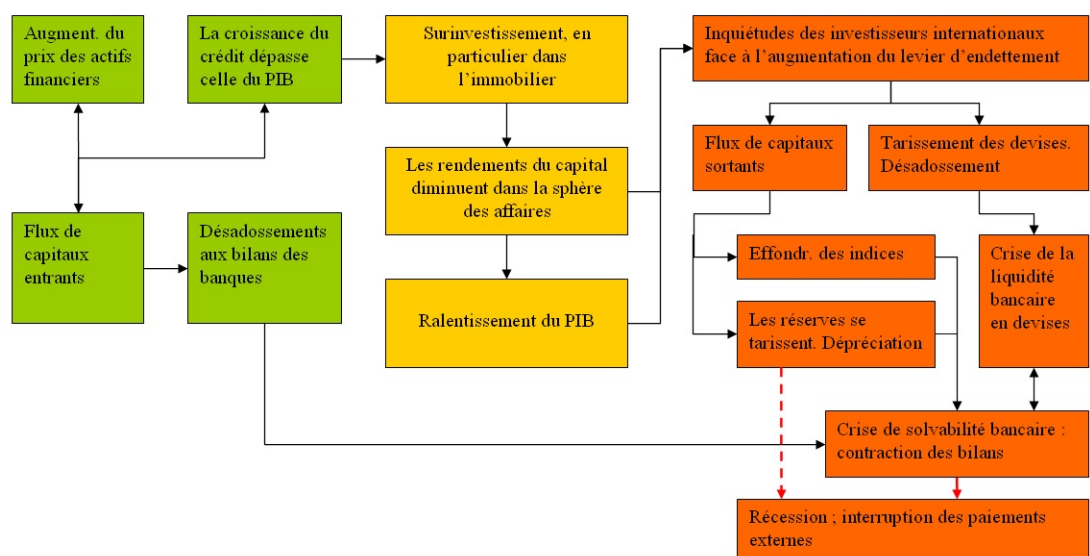 Augment. du
prix des actifs
financiers
La croissance du
crédit dépasse
celle du PIB
Surinvestissement, en
particulier dans
l’immobilier
Inquiétudes des investisseurs internationaux
face à l’augmentation du levier d’endettement
Flux de capitaux
sortants
Tarissement des devises.
Désadossement
Les rendements du capital
diminuent dans la sphère
des affaires
Flux de
capitaux
entrants
Désadossements
aux bilans des
banques
Effondr. des indices
Crise de la
liquidité
bancaire
en devises
Ralentissement du PIB
Les réserves se
tarissent. Dépréciation
Crise de solvabilité bancaire :
contraction des bilans
Récession ; interruption des paiements
externes